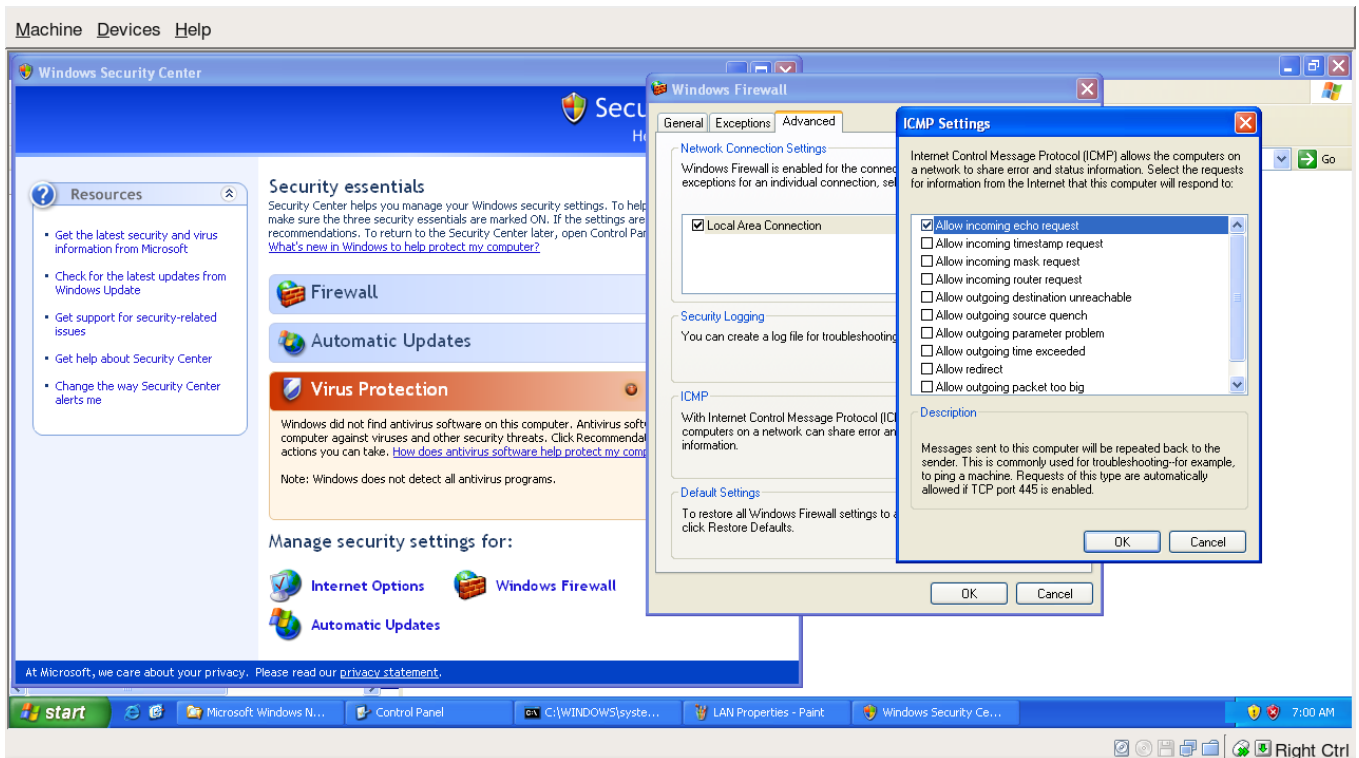 Machine Devices Help
Windows Security Center
Secu
He
Resources
Get the latest security and virus
information from Microsoft
Check for the latest updates from
Windows Update
Get support for security-related
issues
Get help about Security Center
Change the way Security Center
alerts me
Security essentials
Security Center helps you manage your Windows security settings. To help
make sure the three security essentials are marked ON. If the settings are
recommendations. To return to the Security Center later, open Control Par
What's new in Windows to help protect my computer?
Firewall
Automatic Updates
Virus Protection
Windows did not find antivirus software on this computer. Antivirus soft
computer against viruses and other security threats. Click Recommendat
actions you can take. How does antivirus software help protect my comp
Note: Windows does not detect all antivirus programs.
Manage security settings for:
Internet Options
Windows Firewall
Automatic Updates
At Microsoft, we care about your privacy. Please read our privacy statement.
Windows Firewall
General Exceptions Advanced
Network Connection Settings
Windows Firewall is enabled for the connec
exceptions for an individual connection, sel
Local Area Connection
Security Logging
You can create a log file for troubleshooting
ICMP
With Internet Control Message Protocol (ICI
computers on a network can share error an
information.
Default Settings
To restore all Windows Firewall settings to a
click Restore Defaults.
OK Cancel
ICMP Settings
Internet Control Message Protocol (ICMP) allows the computers on
a network to share error and status information. Select the requests
for information from the Internet that this computer will respond to:
Allow incoming echo request
Allow incoming timestamp request
Allow incoming mask request
Allow incoming router request
Allow outgoing destination unreachable
Allow outgoing source quench
Allow outgoing parameter problem
Allow outgoing time exceeded
Allow redirect
Allow outgoing packet too big
Description
Messages sent to this computer will be repeated back to the
sender. This is commonly used for troubleshooting--for example,
to ping a machine. Requests of this type are automatically
allowed if TCP port 445 is enabled.
OK Cancel
Go
start
Microsoft Windows N...
Control Panel
C:\WINDOWS\syste...
LAN Properties - Paint
Windows Security Ce...
7:00 AM
Right Ctrl